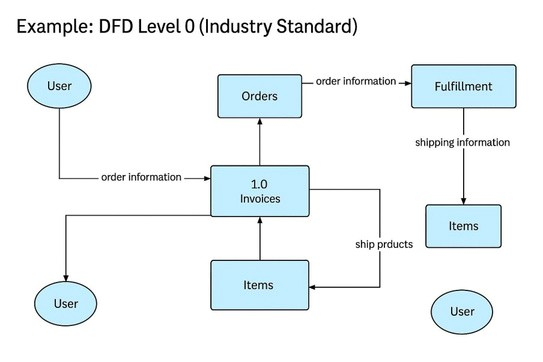 Example: DFD Level 0 (Industry Standard)
User
Orders
order information
Fulfillment
shipping information
order information
1.0
Invoices
Items
ship prducts
Items
User
User